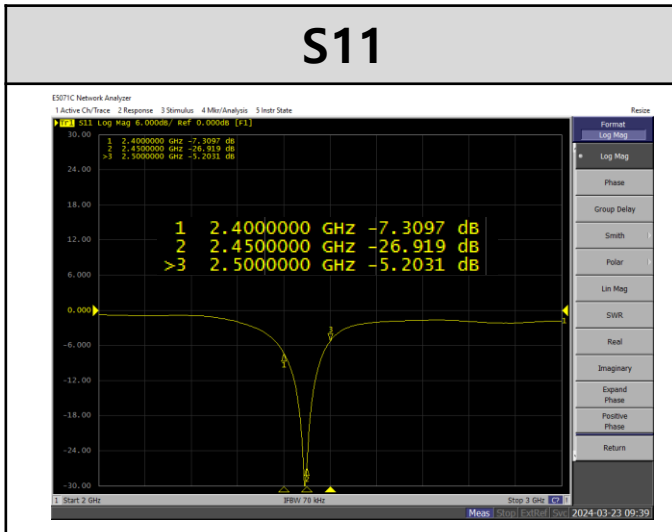 S11
E5071C Network Analyzer
1 Active Ch/Trace 2 Response 3 Stimulus 4 Mkr/Analysis 5 Instr State
Resize
Tr1 S11 Log Mag 6.000dB/ Ref 0.000dB [F1]
30.00
1 2.4000000 GHz -7.3097 dB
2 2.4500000 GHz -26.919 dB
>3 2.5000000 GHz -5.2031 dB
24.00
18.00
1 2.4000000 GHz -7.3097 dB
2 2.4500000 GHz -26.919 dB
>3 2.5000000 GHz -5.2031 dB
12.00
6.000
0.000
-6.000
-12.00
-18.00
-24.00
-30.00
1
2
3
1
1 Start 2 GHz
IFBW 70 kHz
Stop 3 GHz
C?
!
Format
Log Mag
Log Mag
Phase
Group Delay
Smith
Polar
Lin Mag
SWR
Real
Imaginary
Expand
Phase
Positive
Phase
Return
Meas Stop ExtRef Svc 2024-03-23 09:39